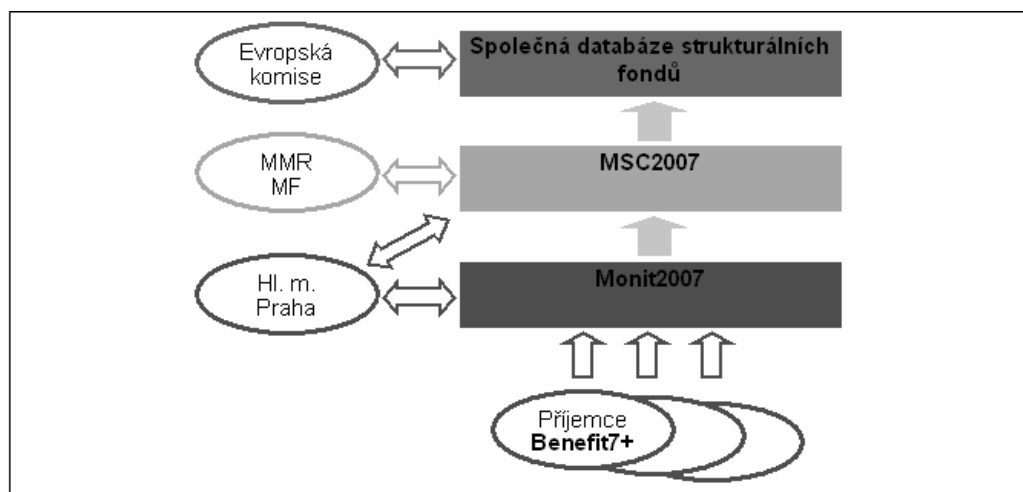 Evropská
komise
Společná databáze strukturálních
fondů
MMR
MF
MSC2007
Hl. m.
Praha
Monit2007
Příjemce
Benefit7+